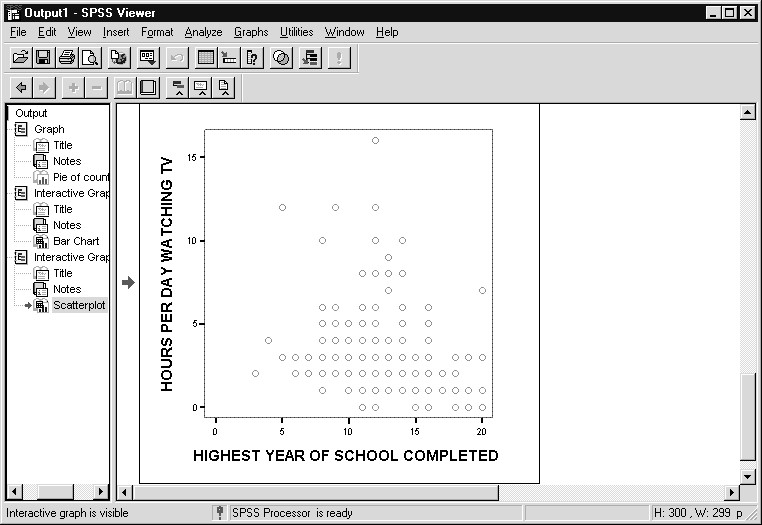 Output1 - SPSS Viewer
File Edit View Insert Format Analyze Graphs Utilities Window Help
Output
Graph
Title
Notes
Pie of count
Interactive Grap
Title
Notes
Bar Chart
Interactive Grap
Title
Notes
Scatterplot
HOURS PER DAY WATCHING TV
15
10
5
0
0 5 10 15 20
HIGHEST YEAR OF SCHOOL COMPLETED
Interactive graph is visible
SPSS Processor is ready
H: 300 , W: 299 p